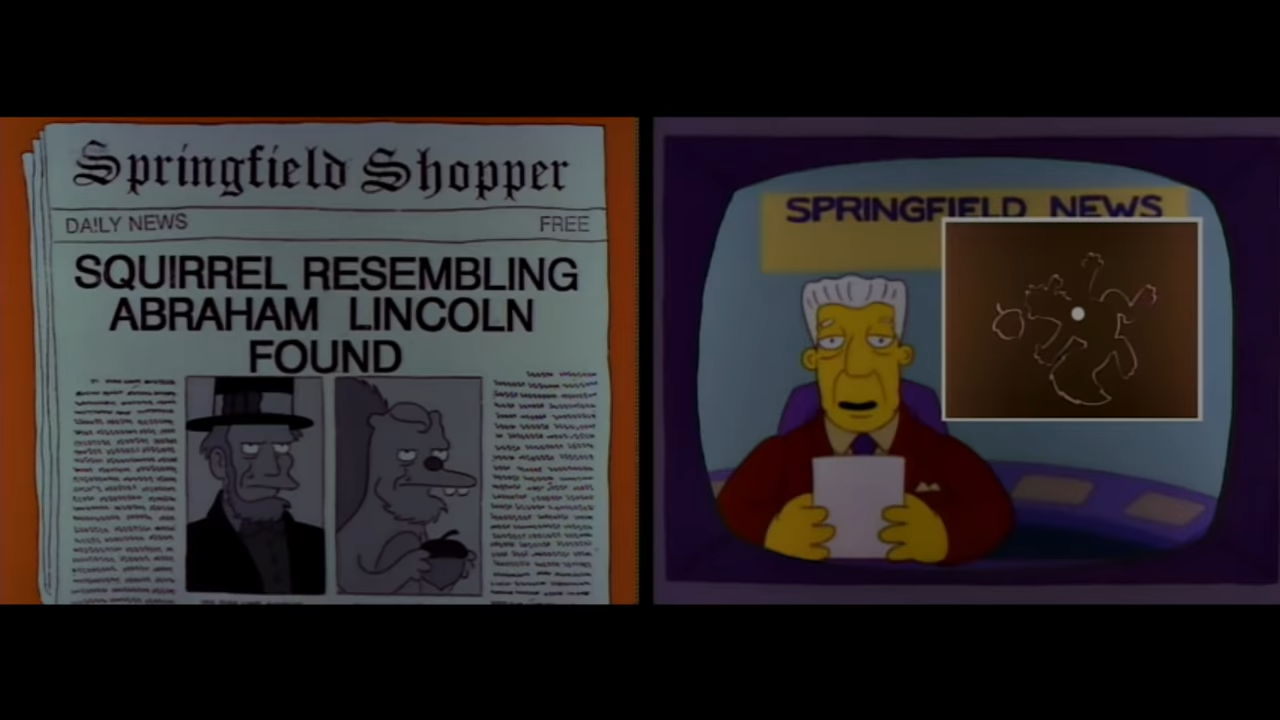 Springfield Shopper
DAILY NEWS FREE
SQUIRREL RESEMBLING
ABRAHAM LINCOLN
FOUND
SPRINGFIELD NEWS